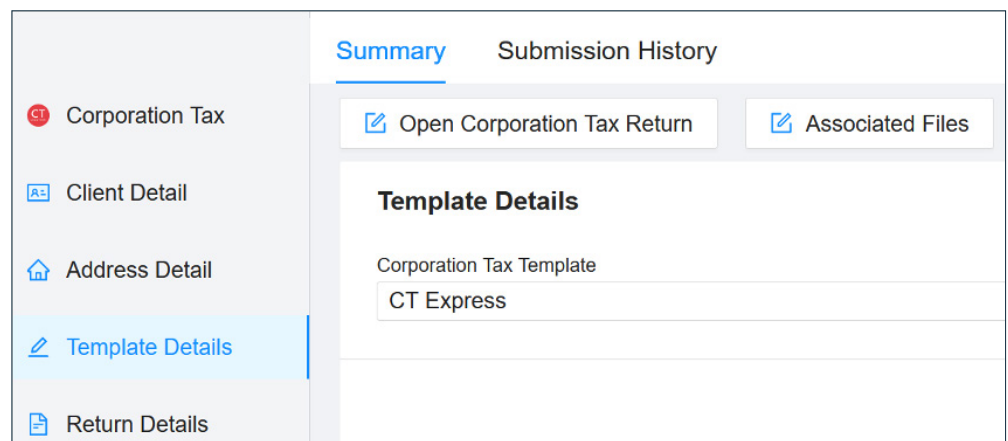 Summary
Submission History
CT
Corporation Tax
Client Detail
Address Detail
Template Details
Return Details
Open Corporation Tax Return
Associated Files
Template Details
Corporation Tax Template
CT Express